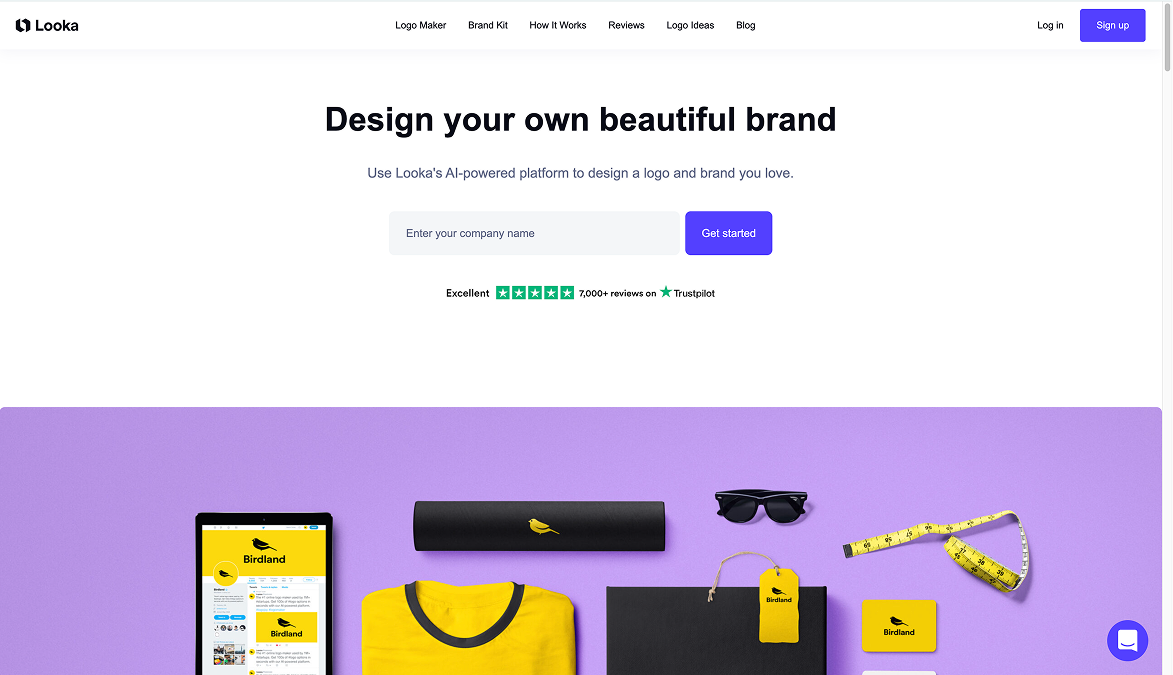 Looka
Logo Maker
Brand Kit
How It Works
Reviews
Logo Ideas
Blog
Log in
Sign up
Design your own beautiful brand
Use Looka's AI-powered platform to design a logo and brand you love.
Enter your company name
Get started
Excellent
7,000+ reviews on
Trustpilot
Birdland
Birdland
Birdland
Birdland